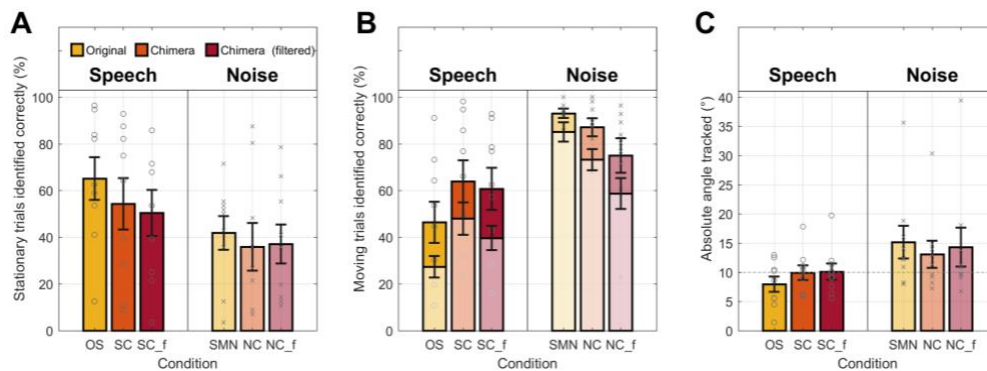 A
Original
Chimera
Chimera (filtered)
Speech
Noise
Stationary trials identified correctly (%)
100
80
60
40
20
0
OS
SC
SC_f
SMN
NC
NC_f
Condition
B
Speech
Noise
Moving trials identified correctly (%)
100
80
60
40
20
0
OS
SC
SC_f
SMN
NC
NC_f
Condition
C
Speech
Noise
Absolute angle tracked (°)
40
35
30
25
20
15
10
5
0
OS
SC
SC_f
SMN
NC
NC_f
Condition